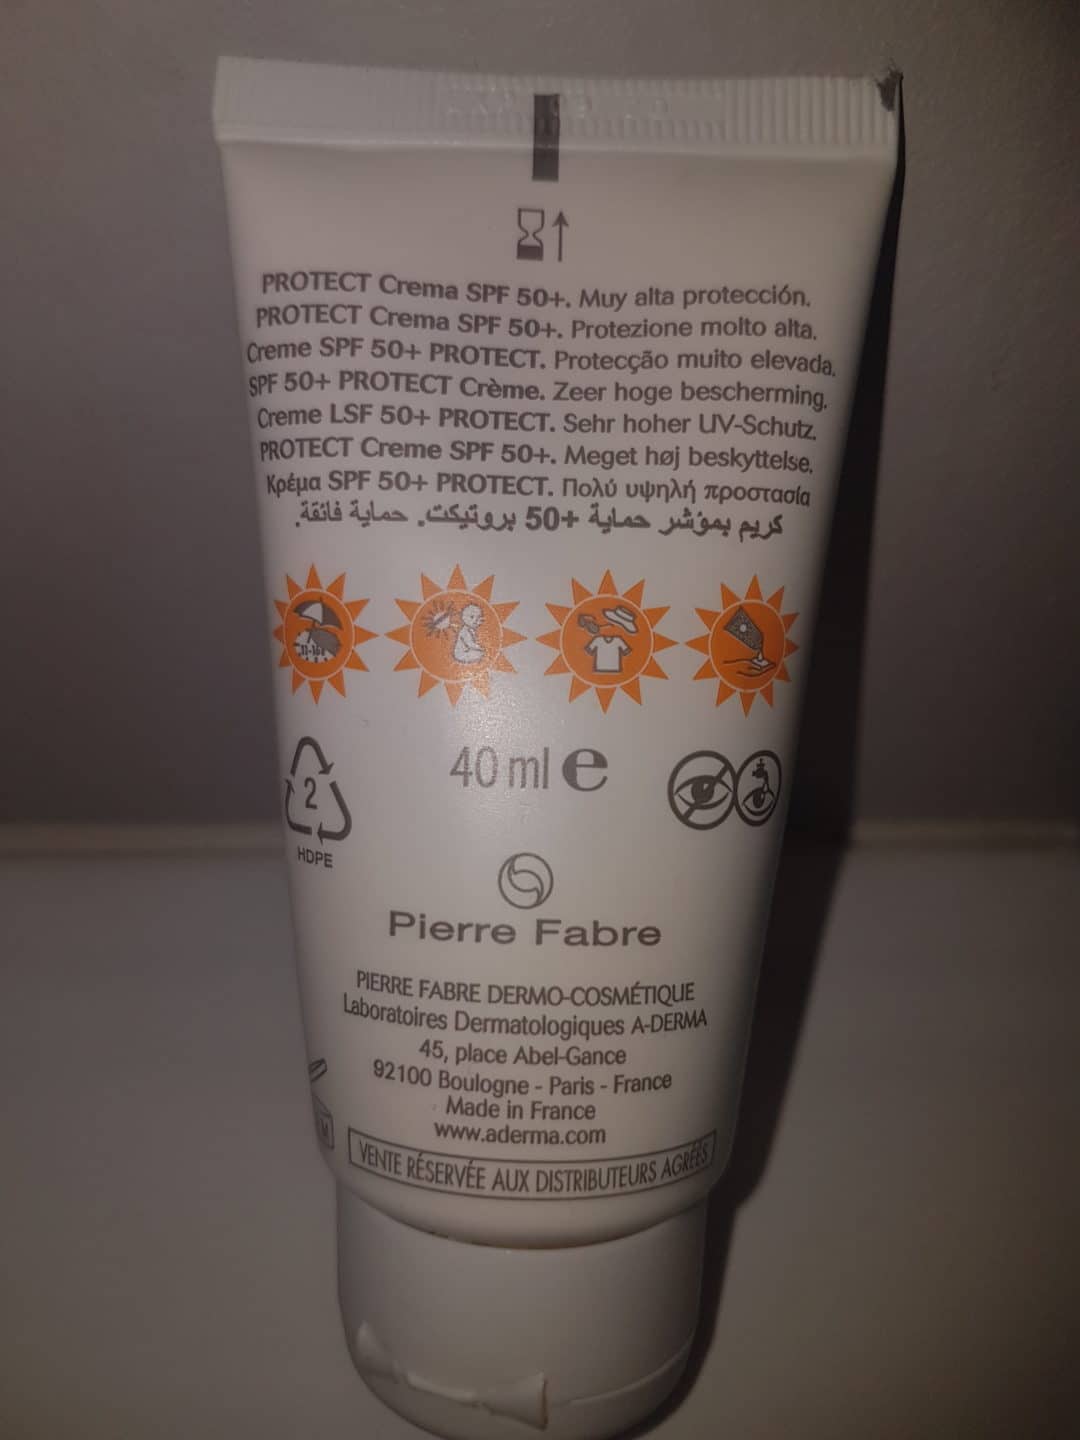 PROTECT Crema SPF 50+. Muy alta protección.
PROTECT Crema SPF 50+. Protezione molto alta.
Creme SPF 50+ PROTECT. Protecção muito elevada.
SPF 50+ PROTECT Crème. Zeer hoge bescherming.
Creme LSF 50+ PROTECT. Sehr hoher UV-Schutz.
PROTECT Creme SPF 50+. Meget høj beskyttelse.
Κρέμα SPF 50+ PROTECT. Πολύ υψηλή προστασία
كريم بمؤشر حماية +50 بروتيكت. حماية فائقة.
11-16
40 ml e
2
HDPE
Pierre Fabre
PIERRE FABRE DERMO-COSMÉTIQUE
Laboratoires Dermatologiques A-DERMA
45, place Abel-Gance
92100 Boulogne - Paris - France
Made in France
www.aderma.com
M
VENTE RÉSERVÉE AUX DISTRIBUTEURS AGRÉÉS